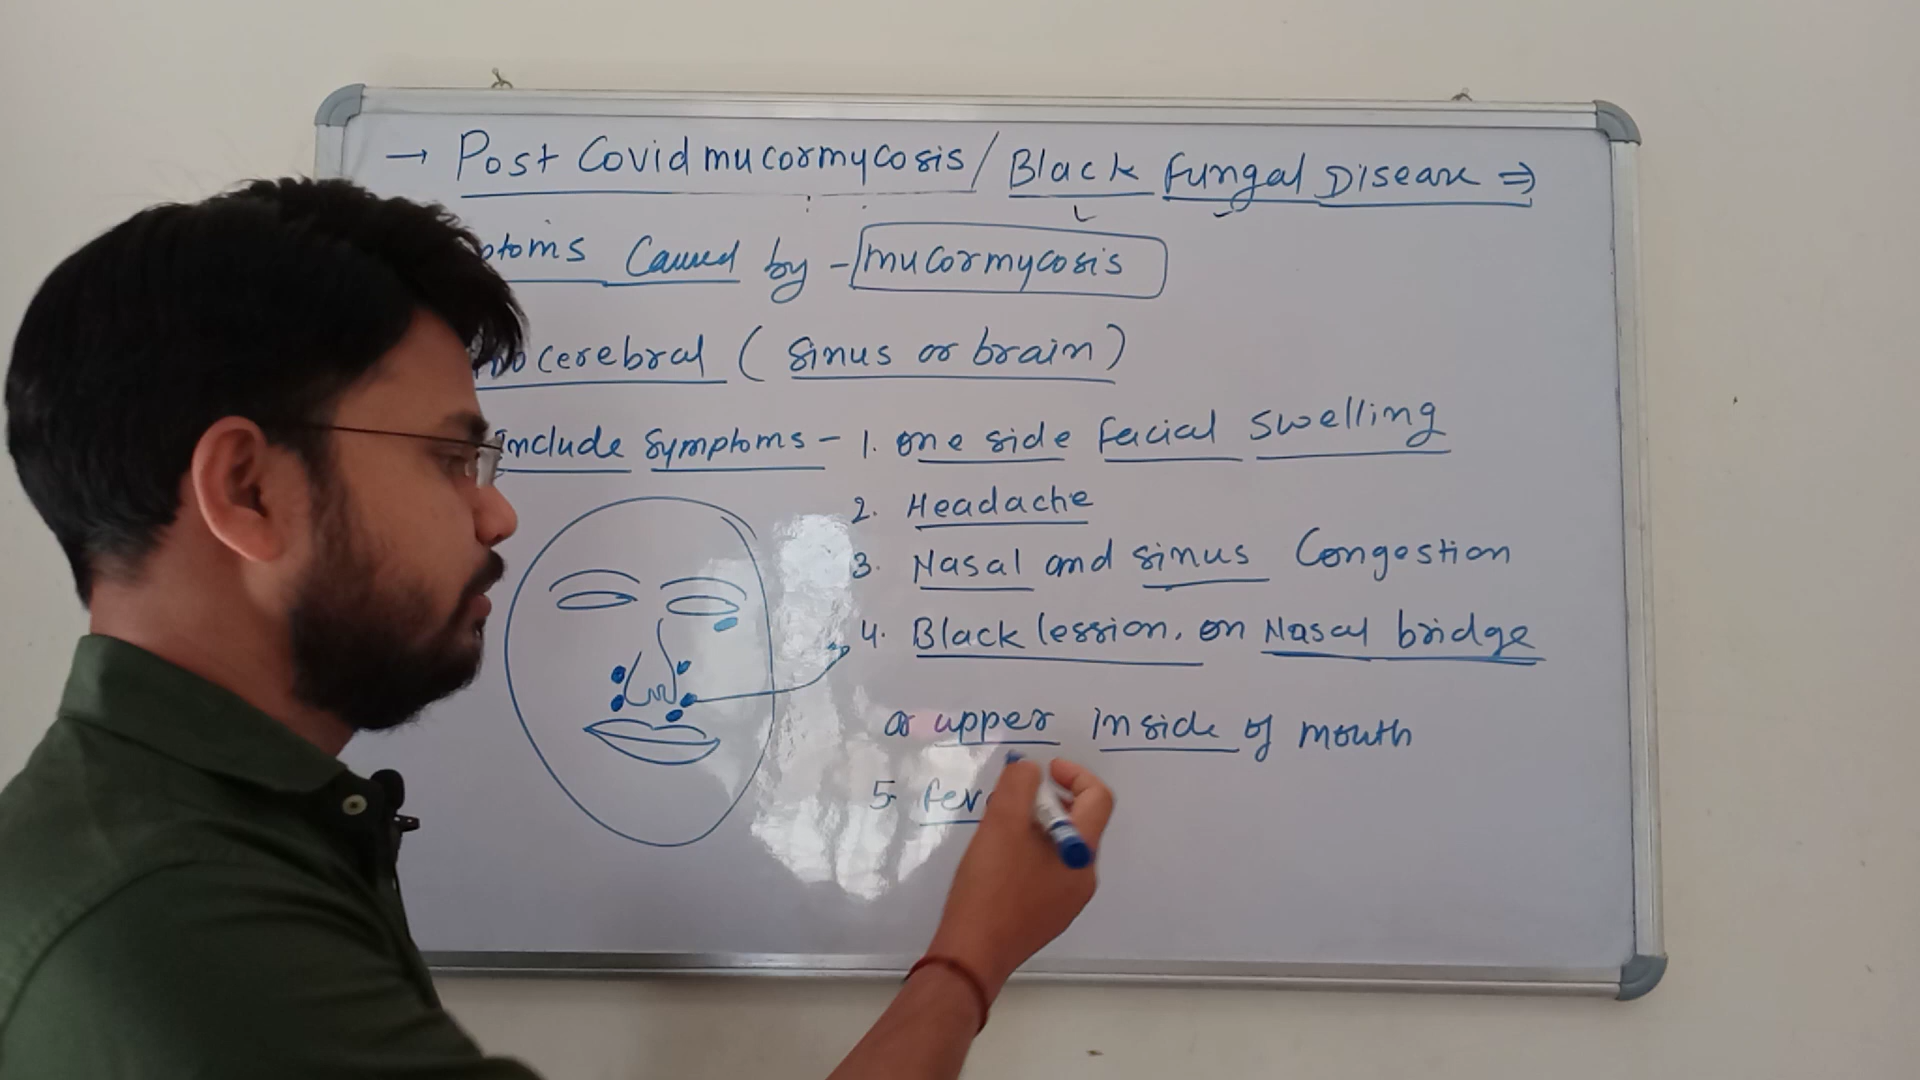 → Post Covid mucormycosis / Black Fungal Disease ⇒
ptoms Caused by - mucormycosis
cerebral ( sinus or brain )
include symptoms - 1. one side facial swelling
2. Headache
3. Nasal and sinus Congestion
4. Black lession, on Nasal bridge
or upper inside of mouth
5. fev